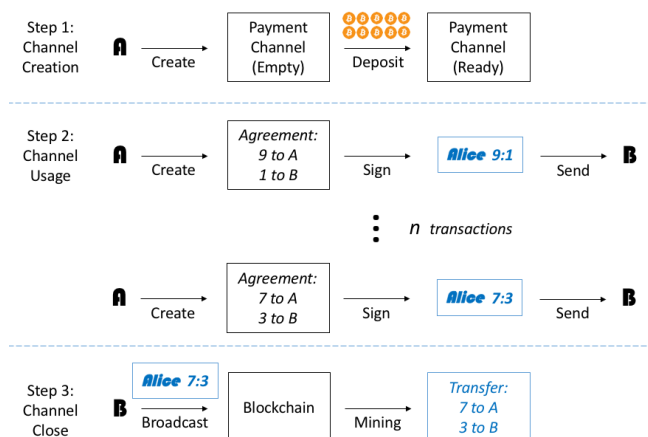 Step 1:
Channel
Creation
A
Create
Payment
Channel
(Empty)
Deposit
Payment
Channel
(Ready)
Step 2:
Channel
Usage
A
Create
Agreement:
9 to A
1 to B
Sign
Alice 9:1
Send
B
n transactions
A
Create
Agreement:
7 to A
3 to B
Sign
Alice 7:3
Send
B
Step 3:
Channel
Close
Alice 7:3
B
Broadcast
Blockchain
Mining
Transfer:
7 to A
3 to B